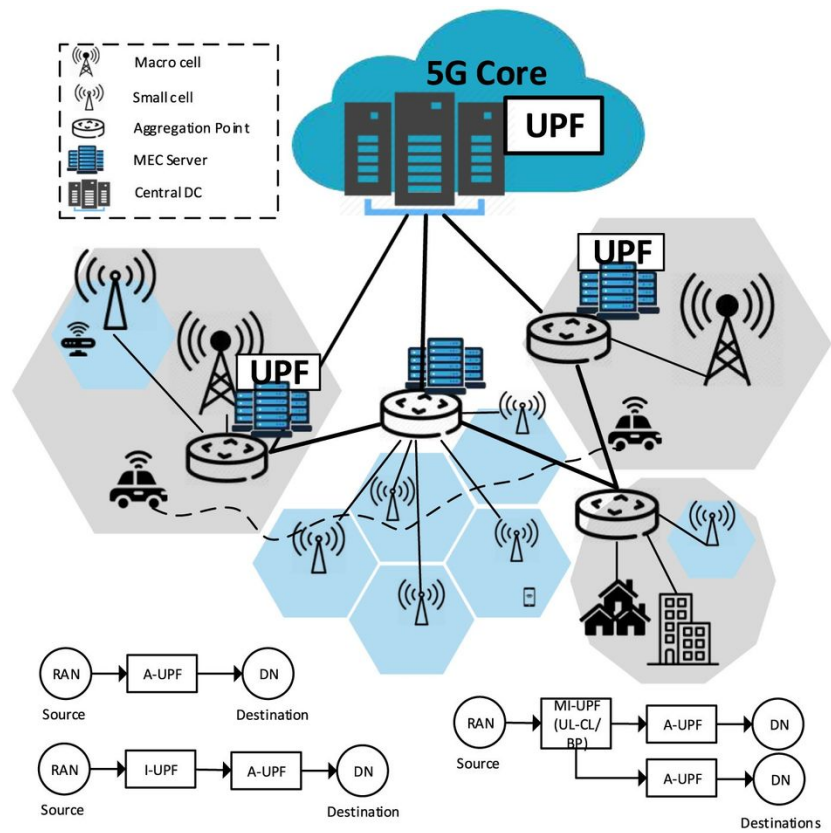 5G Core
UPF
Macro cell
Small cell
Aggregation Point
MEC Server
Central DC
UPF
UPF
RAN
A-UPF
DN
Source
Destination
RAN
I-UPF
A-UPF
DN
Source
Destination
RAN
MI-UPF
(UL-CL/
BP)
A-UPF
DN
Source
A-UPF
DN
Destinations